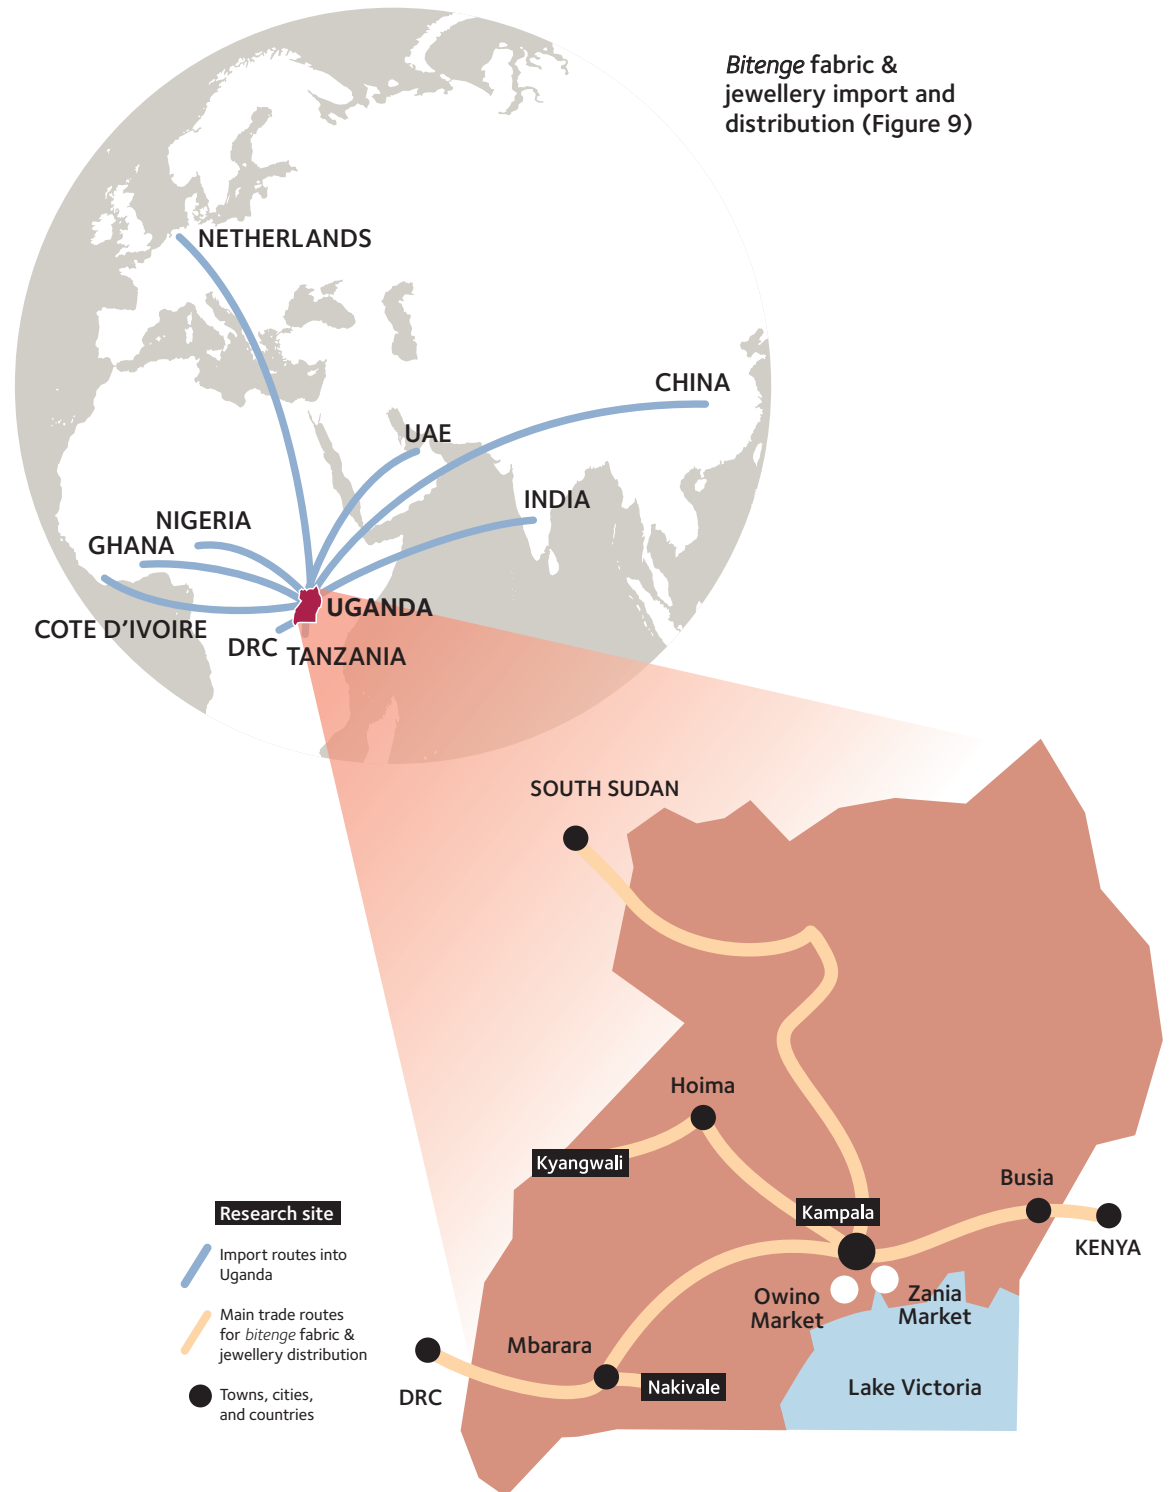 Bitenge fabric &
jewellery import and
distribution (Figure 9)
NETHERLANDS
CHINA
UAE
INDIA
NIGERIA
GHANA
UGANDA
COTE D'IVOIRE
DRC
TANZANIA
SOUTH SUDAN
Hoima
Kyangwali
Busia
Kampala
KENYA
Owino
Market
Zania
Market
Mbarara
Nakivale
DRC
Lake Victoria
Research site
Import routes into
Uganda
Main trade routes
for bitenge fabric &
jewellery distribution
Towns, cities,
and countries